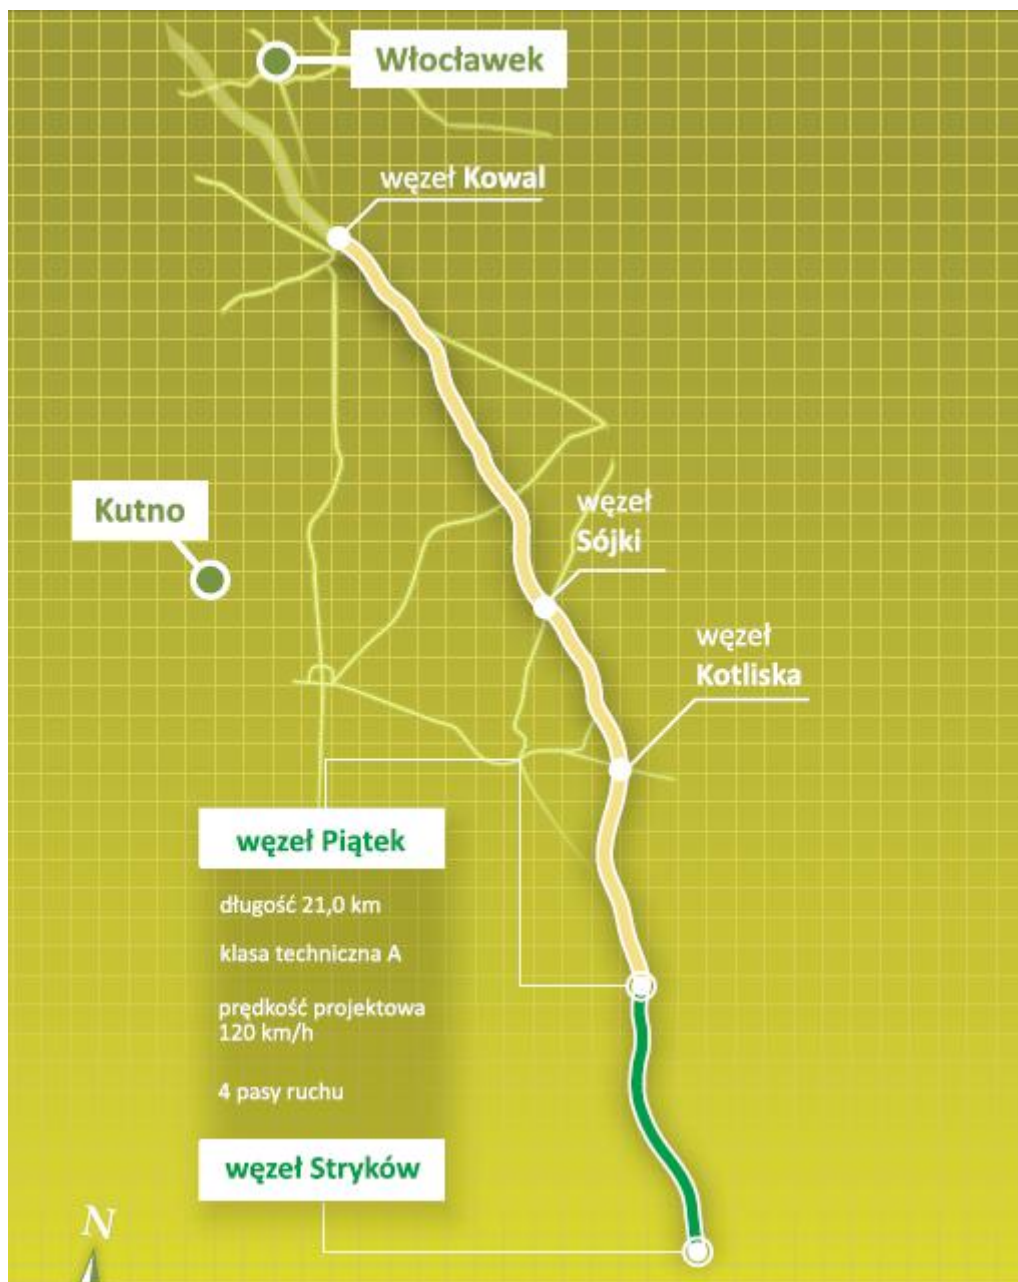 Włocławek
węzeł Kowal
Kutno
węzeł
Sójki
węzeł
Kotliska
węzeł Piątek
długość 21,0 km
klasa techniczna A
prędkość projektowa
120 km/h
4 pasy ruchu
węzeł Stryków
N